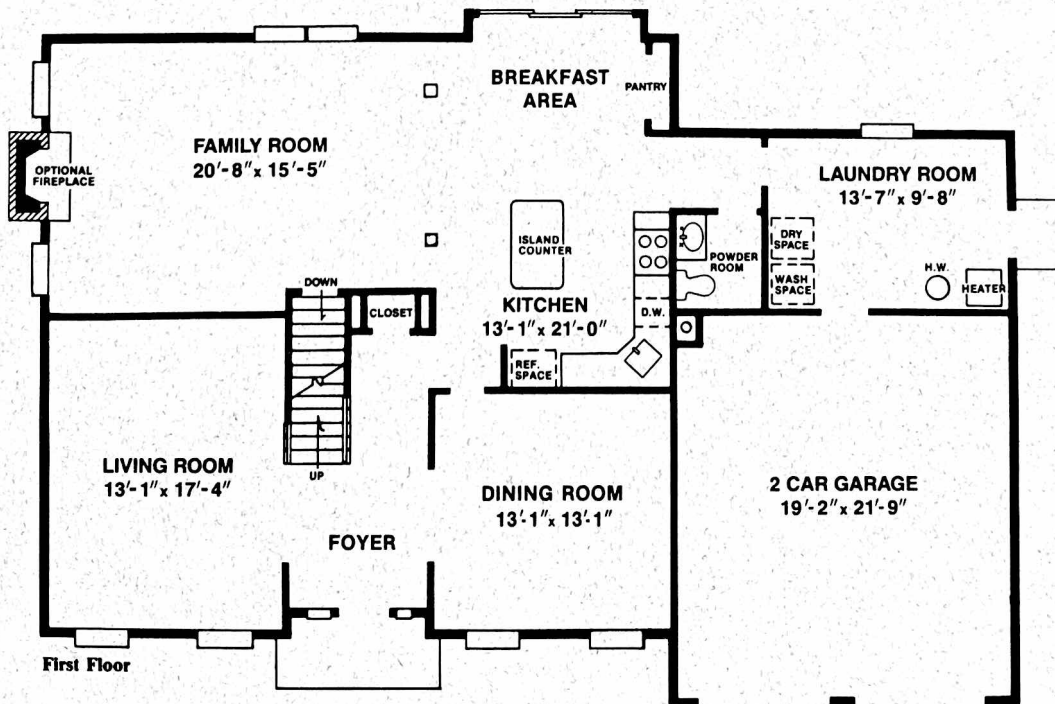 BREAKFAST
AREA
PANTRY
FAMILY ROOM
20'-8" x 15'-5"
OPTIONAL
FIREPLACE
LAUNDRY ROOM
13'-7" x 9'-8"
ISLAND
COUNTER
DRY
SPACE
POWDER
ROOM
WASH
SPACE
H.W.
HEATER
DOWN
CLOSET
KITCHEN
13'-1" x 21'-0"
D.W.
REF.
SPACE
LIVING ROOM
13'-1" x 17'-4"
UP
DINING ROOM
13'-1" x 13'-1"
2 CAR GARAGE
19'-2" x 21'-9"
FOYER
First Floor